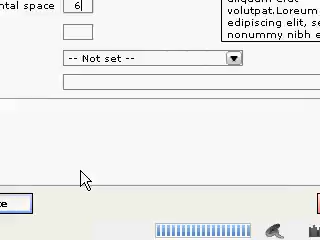 ntal space 6
aliquam erat
volutpat.Loreum
edipiscing elit, se
nonummy nibh e
-- Not set --